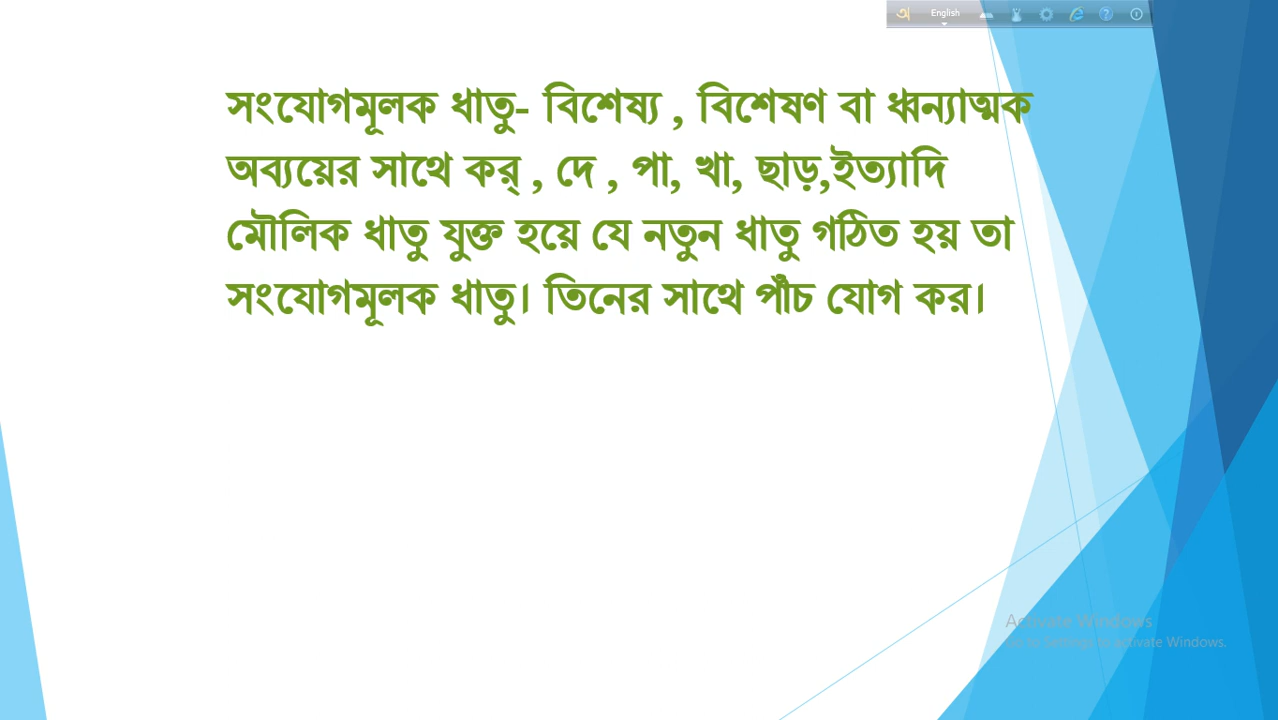 অ English
সংযোগমূলক ধাতু- বিশেষ্য , বিশেষণ বা ধ্বন্যাত্মক
অব্যয়ের সাথে কর্ , দে , পা, খা, ছাড়,ইত্যাদি
মৌলিক ধাতু যুক্ত হয়ে যে নতুন ধাতু গঠিত হয় তা
সংযোগমূলক ধাতু। তিনের সাথে পাঁচ যোগ কর।
Activate Windows
Go to Settings to activate Windows.